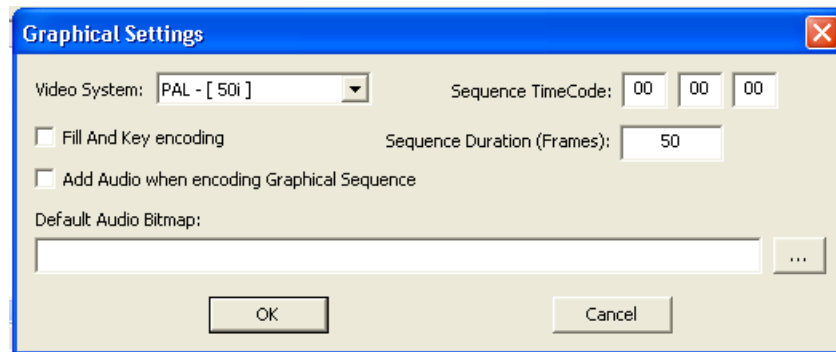 Graphical Settings
Video System: PAL - [ 50i ] Sequence TimeCode: 00 00 00
Fill And Key encoding Sequence Duration (Frames): 50
Add Audio when encoding Graphical Sequence
Default Audio Bitmap:
...
OK Cancel